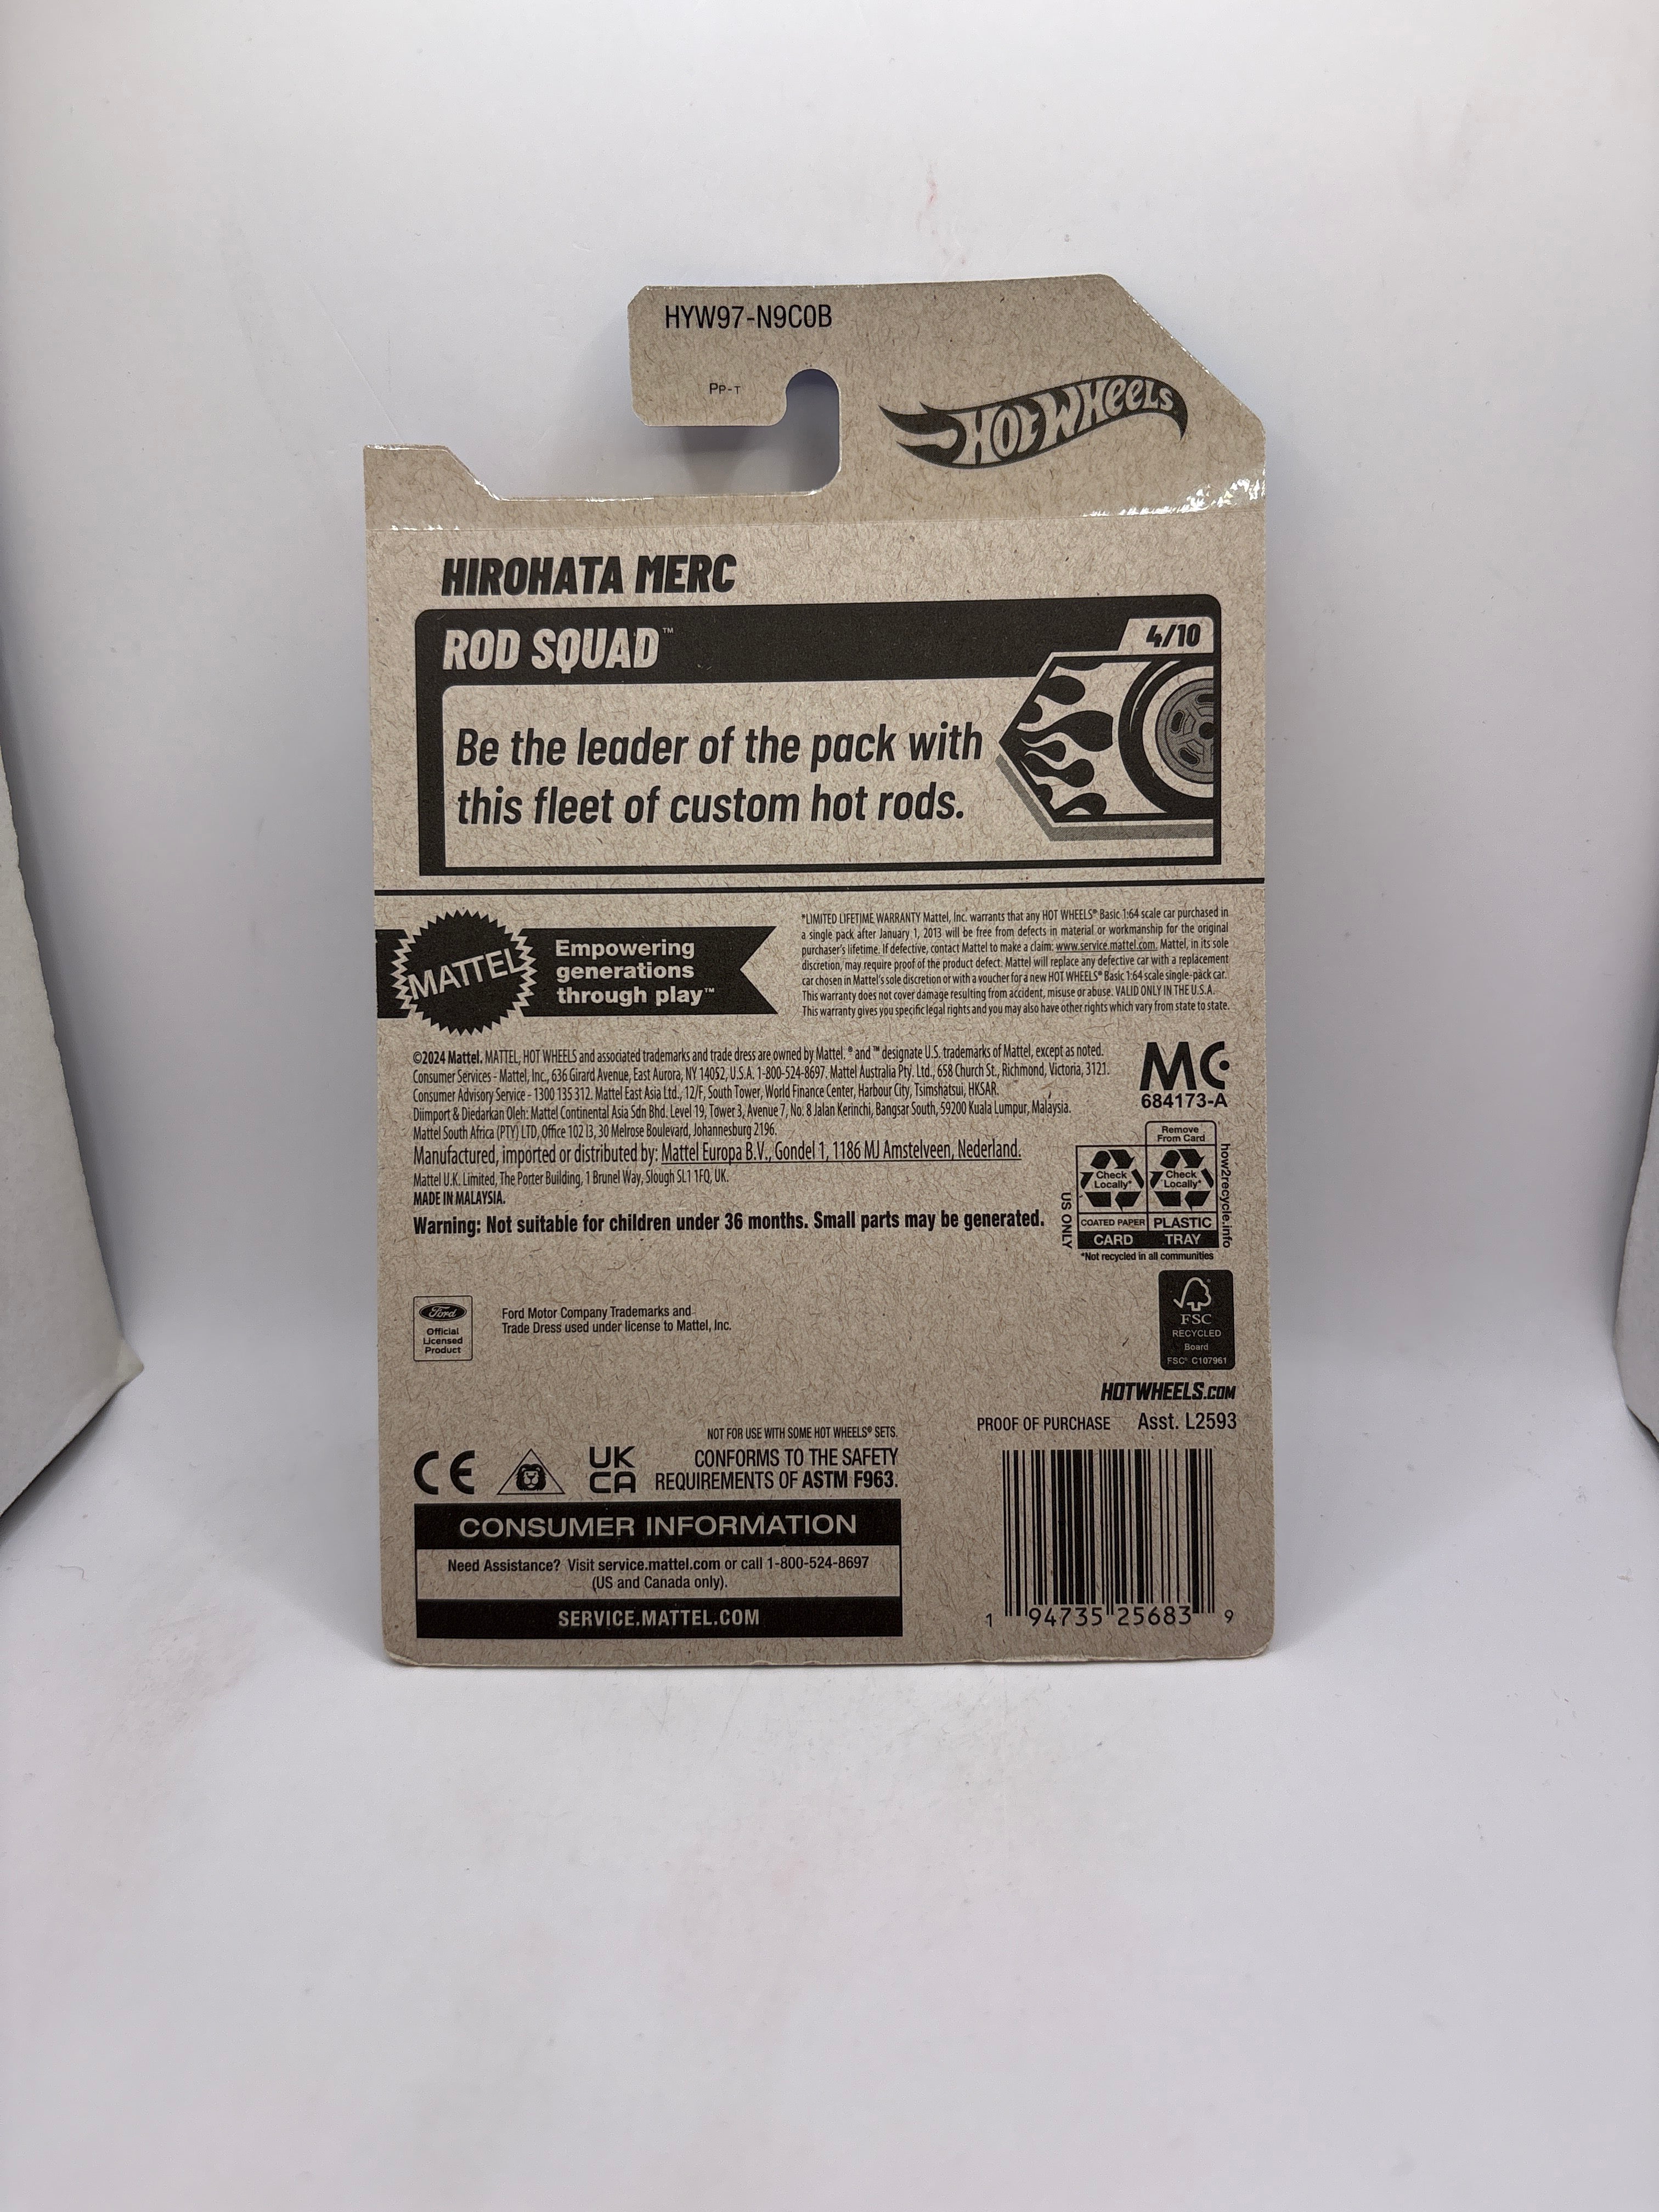 HYW97-N9C0B
PP-T
HOT WHEELS
HIROHATA MERC
ROD SQUAD™
4/10
Be the leader of the pack with
this fleet of custom hot rods.
MATTEL
Empowering
generations
through play™
*LIMITED LIFETIME WARRANTY Mattel, Inc. warrants that any HOT WHEELS® Basic 1:64 scale car purchased in
a single pack after January 1, 2013 will be free from defects in material or workmanship for the original
purchaser's lifetime. If defective, contact Mattel to make a claim: www.service.mattel.com. Mattel, in its sole
discretion, may require proof of the product defect. Mattel will replace any defective car with a replacement
car chosen in Mattel's sole discretion or with a voucher for a new HOT WHEELS® Basic 1:64 scale single-pack car.
This warranty does not cover damage resulting from accident, misuse or abuse. VALID ONLY IN THE U.S.A.
This warranty gives you specific legal rights and you may also have other rights which vary from state to state.
©2024 Mattel. MATTEL, HOT WHEELS and associated trademarks and trade dress are owned by Mattel. ® and ™ designate U.S. trademarks of Mattel, except as noted.
Consumer Services - Mattel, Inc., 636 Girard Avenue, East Aurora, NY 14052, U.S.A. 1-800-524-8697. Mattel Australia Pty. Ltd., 658 Church St., Richmond, Victoria, 3121.
Consumer Advisory Service - 1300 135 312. Mattel East Asia Ltd., 12/F, South Tower, World Finance Center, Harbour City, Tsimshatsui, HKSAR.
Diimport & Diedarkan Oleh: Mattel Continental Asia Sdn Bhd. Level 19, Tower 3, Avenue 7, No. 8 Jalan Kerinchi, Bangsar South, 59200 Kuala Lumpur, Malaysia.
Mattel South Africa (PTY) LTD, Office 102 I3, 30 Melrose Boulevard, Johannesburg 2196.
Manufactured, imported or distributed by: Mattel Europa B.V., Gondel 1, 1186 MJ Amstelveen, Nederland.
Mattel U.K. Limited, The Porter Building, 1 Brunel Way, Slough SL1 1FQ, UK.
MADE IN MALAYSIA.
Warning: Not suitable for children under 36 months. Small parts may be generated.
MC
684173-A
Remove
From Card
Check
Locally*
Check
Locally*
COATED PAPER
PLASTIC
CARD
TRAY
US ONLY
how2recycle.info
*Not recycled in all communities
Ford
Official
Licensed
Product
Ford Motor Company Trademarks and
Trade Dress used under license to Mattel, Inc.
FSC
RECYCLED
Board
FSC® C107961
HOTWHEELS.COM
PROOF OF PURCHASE Asst. L2593
NOT FOR USE WITH SOME HOT WHEELS® SETS.
CE
UK
CA
CONFORMS TO THE SAFETY
REQUIREMENTS OF ASTM F963.
CONSUMER INFORMATION
Need Assistance? Visit service.mattel.com or call 1-800-524-8697
(US and Canada only).
SERVICE.MATTEL.COM
1 94735 25683 9